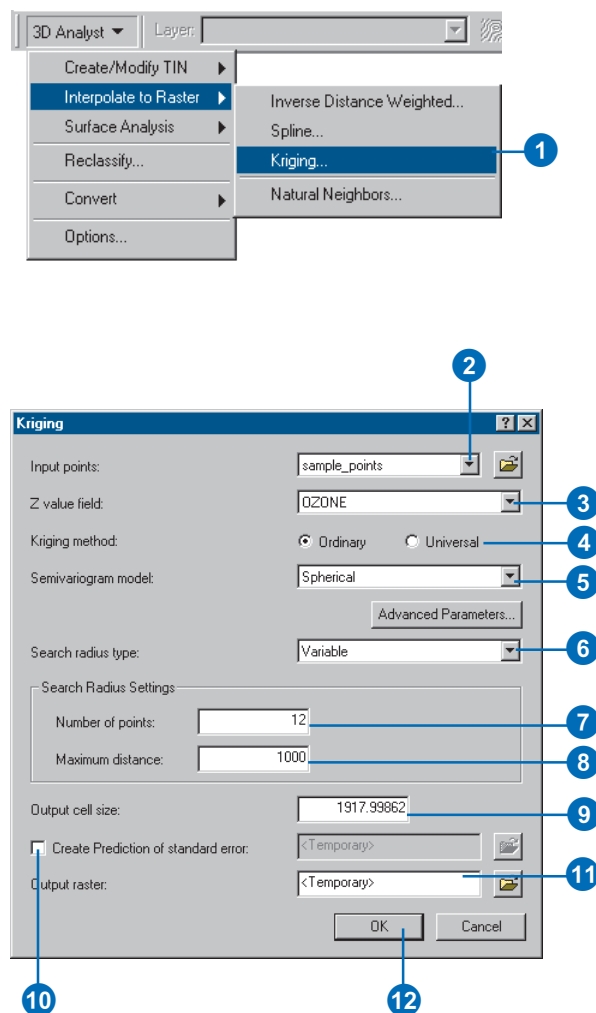 3D Analyst Layer:
Create/Modify TIN
Interpolate to Raster
Surface Analysis
Reclassify...
Convert
Options...
Inverse Distance Weighted...
Spline...
Kriging...
Natural Neighbors...
1
2
Kriging
Input points: sample_points
Z value field: OZONE 3
Kriging method: Ordinary Universal 4
Semivariogram model: Spherical 5
Advanced Parameters...
Search radius type: Variable 6
Search Radius Settings
Number of points: 12 7
Maximum distance: 1000 8
Output cell size: 1917.99862 9
Create Prediction of standard error: <Temporary>
Output raster: <Temporary> 11
OK Cancel
10 12